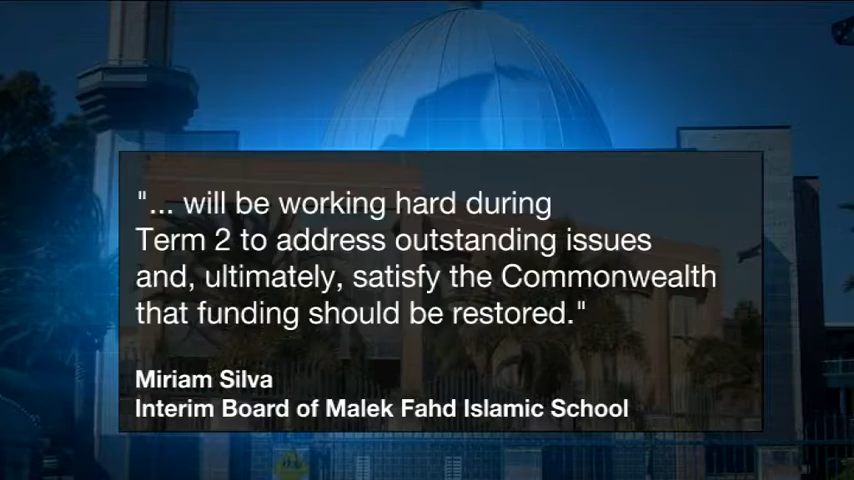 "... will be working hard during
Term 2 to address outstanding issues
and, ultimately, satisfy the Commonwealth
that funding should be restored."
Miriam Silva
Interim Board of Malek Fahd Islamic School